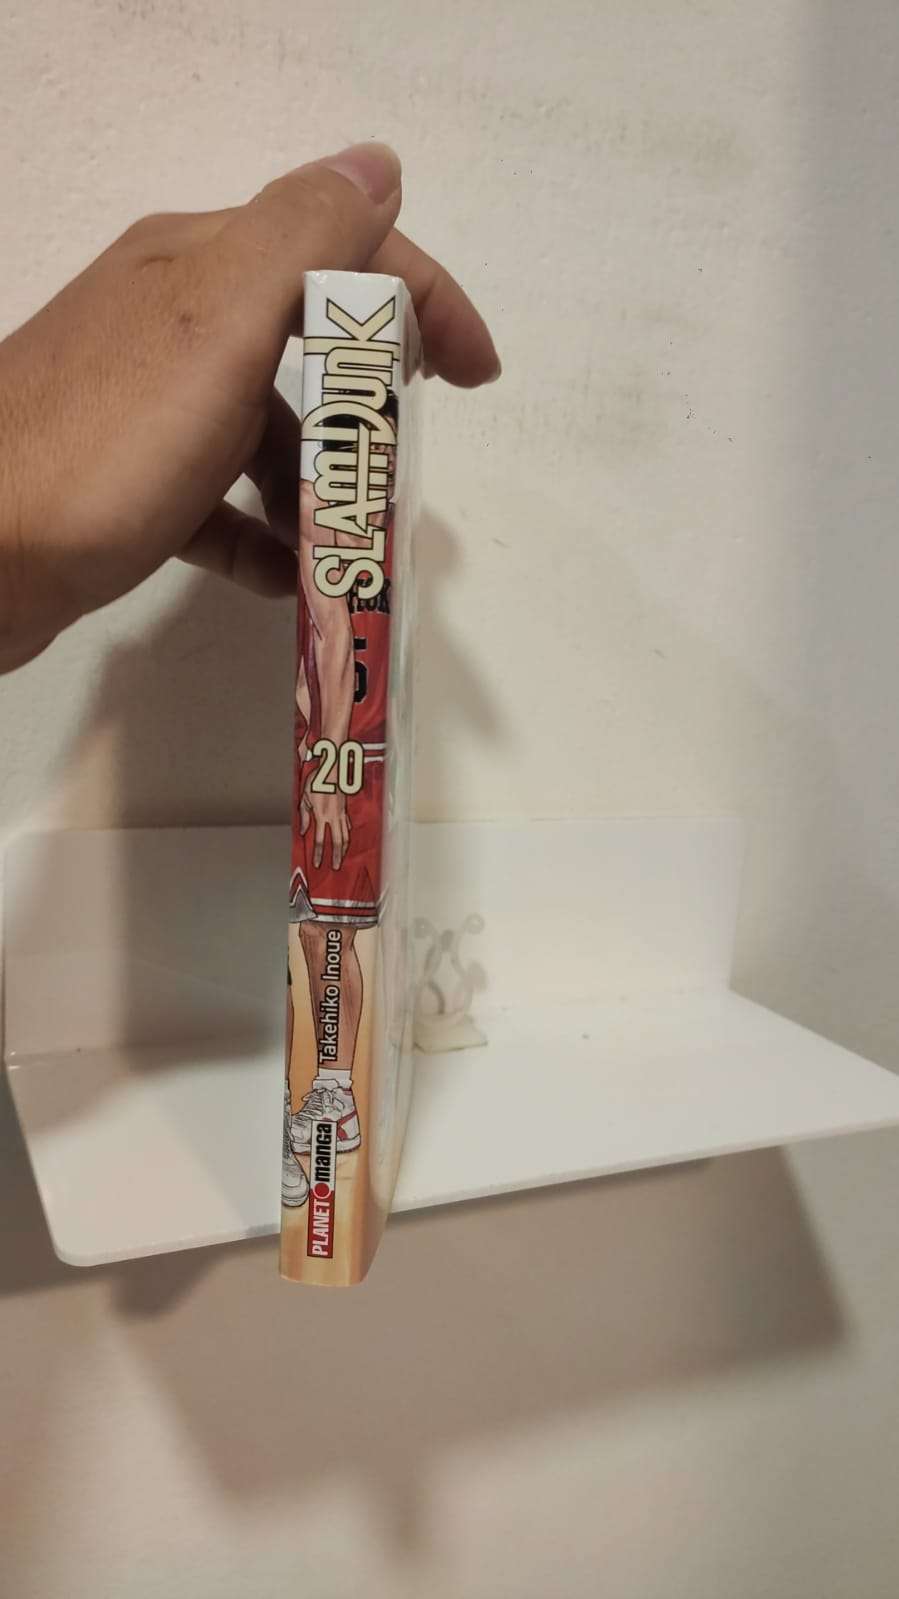 SLAM DUNK
20
Takehiko Inoue
PLANET manga